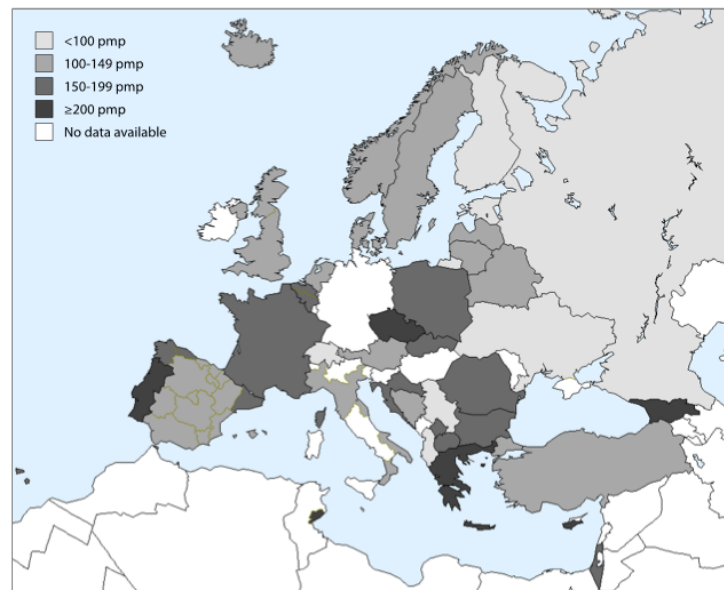 <100 pmp
100-149 pmp
150-199 pmp
≥200 pmp
No data available